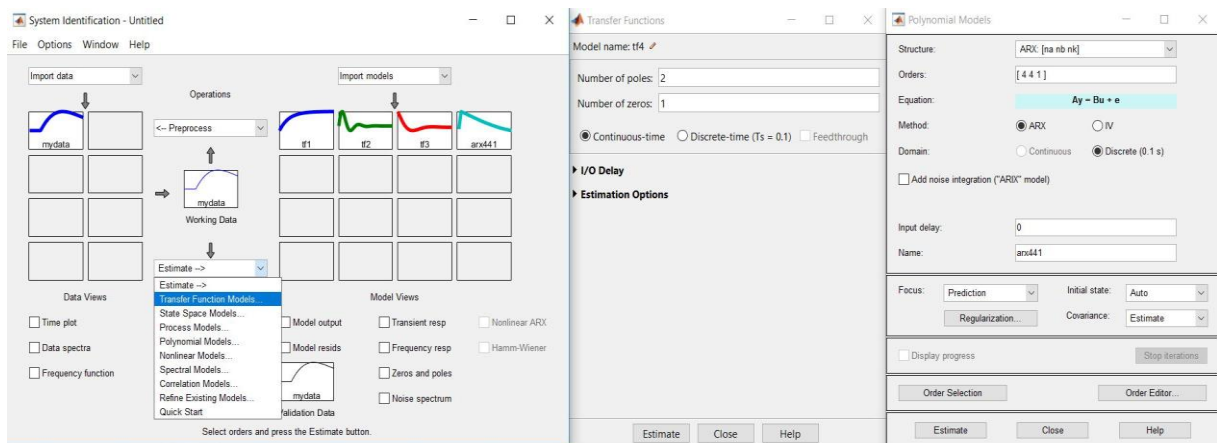 System Identification - Untitled
File Options Window Help
Import data
Import models
Operations
<-- Preprocess
mydata
tf1
tf2
tf3
arx441
mydata
Working Data
Estimate -->
Estimate -->
Transfer Function Models...
State Space Models...
Process Models...
Polynomial Models...
Nonlinear Models...
Spectral Models...
Correlation Models...
Refine Existing Models...
Quick Start
Data Views
Time plot
Data spectra
Frequency function
Model Views
Model output
Transient resp
Nonlinear ARX
Model resids
Frequency resp
Hamm-Wiener
Zeros and poles
Noise spectrum
mydata
alidation Data
Select orders and press the Estimate button.
Transfer Functions
Model name: tf4
Number of poles: 2
Number of zeros: 1
Continuous-time Discrete-time (Ts = 0.1) Feedthrough
I/O Delay
Estimation Options
Estimate Close Help
Polynomial Models
Structure: ARX: [na nb nk]
Orders: [ 4 4 1 ]
Equation: Ay = Bu + e
Method: ARX IV
Domain: Continuous Discrete (0.1 s)
Add noise integration ("ARIX" model)
Input delay: 0
Name: arx441
Focus: Prediction Initial state: Auto
Regularization... Covariance: Estimate
Display progress Stop iterations
Order Selection Order Editor...
Estimate Close Help